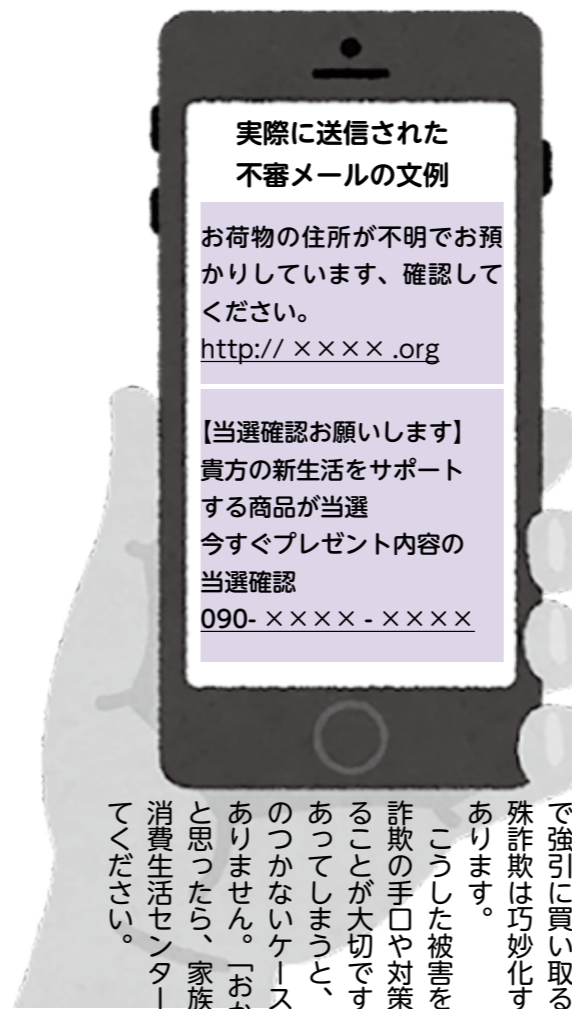 実際に送信された
不審メールの文例
お荷物の住所が不明でお預
かりしています、確認して
ください。
http:// ×××× .org
【当選確認お願いします】
貴方の新生活をサポート
する商品が当選
今すぐプレゼント内容の
当選確認
090- ×××× - ××××
で強引に買い取る
殊詐欺は巧妙化す
あります。
こうした被害を
詐欺の手口や対策
ることが大切です
あってしまうと、
のつかないケース
ありません。「おか
と思ったら、家族
消費生活センター
てください。